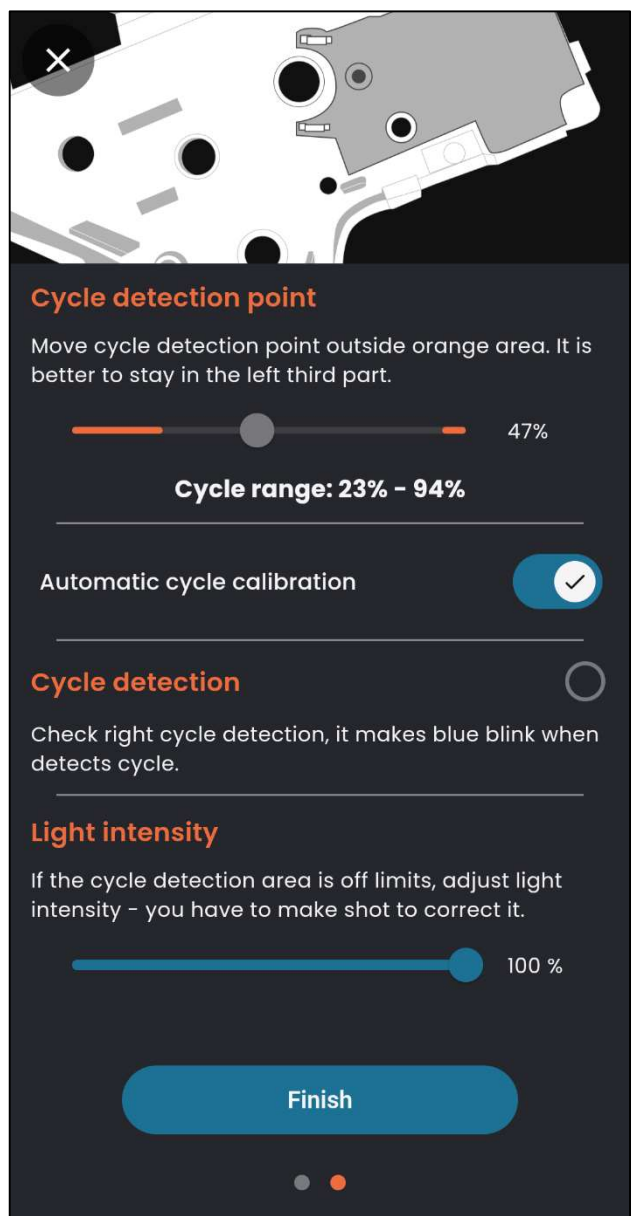 Cycle detection point
Move cycle detection point outside orange area. It is
better to stay in the left third part.
47%
Cycle range: 23% - 94%
Automatic cycle calibration
Cycle detection
Check right cycle detection, it makes blue blink when
detects cycle.
Light intensity
If the cycle detection area is off limits, adjust light
intensity - you have to make shot to correct it.
100 %
Finish